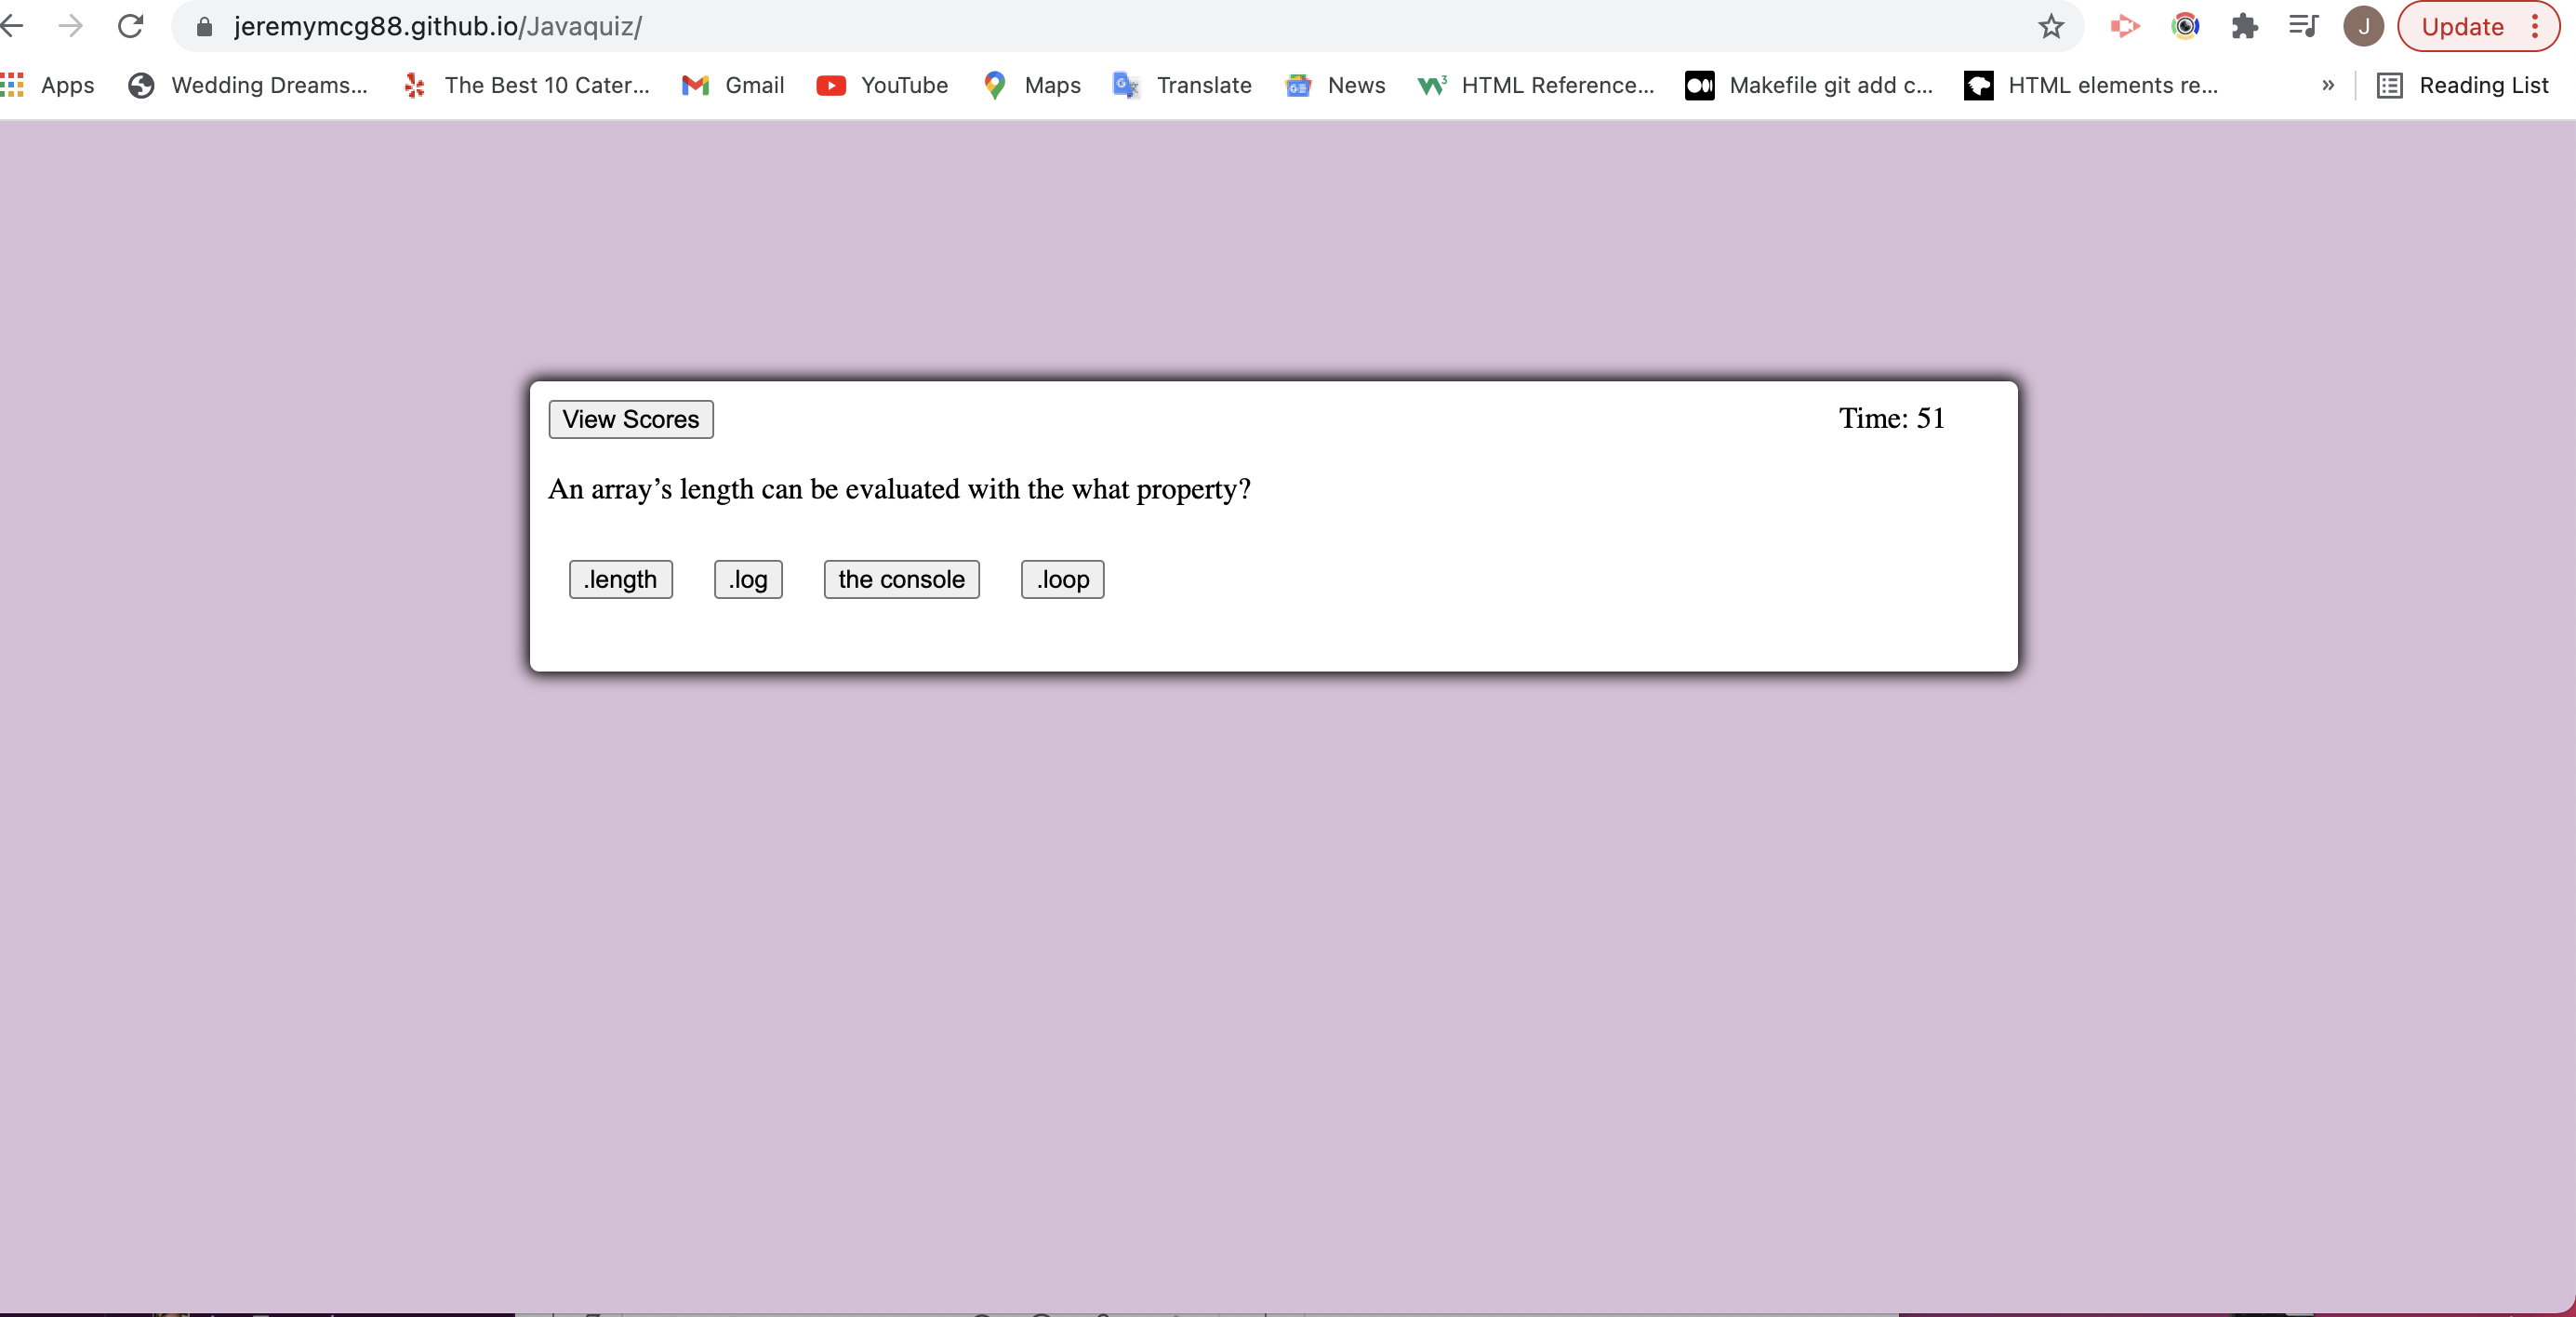 jeremymcg88.github.io/Javaquiz/
J
Update
Apps
Wedding Dreams...
The Best 10 Cater...
Gmail
YouTube
Maps
Translate
News
HTML Reference...
Makefile git add c...
HTML elements re...
»
Reading List
View Scores
Time: 51
An array’s length can be evaluated with the what property?
.length
.log
the console
.loop